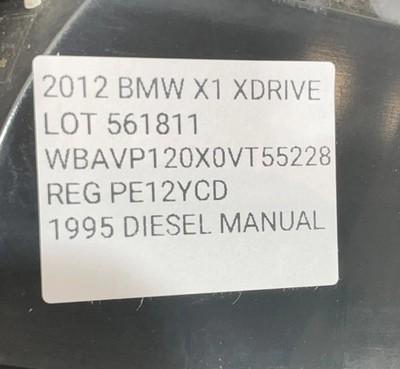 2012 BMW X1 XDRIVE
LOT 561811
WBAVP120X0VT55228
REG PE12YCD
1995 DIESEL MANUAL